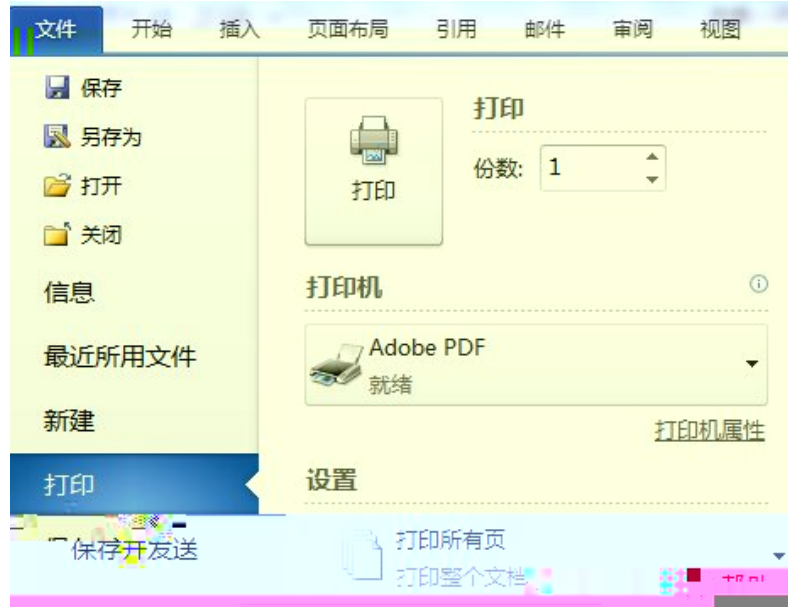 文件 开始 插入 页面布局 引用 邮件 审阅 视图
保存
另存为
打开
关闭
信息
最近所用文件
新建
打印
保存并发送
打印
打印
份数: 1
打印机
Adobe PDF
就绪
打印机属性
设置
打印所有页
打印整个文档